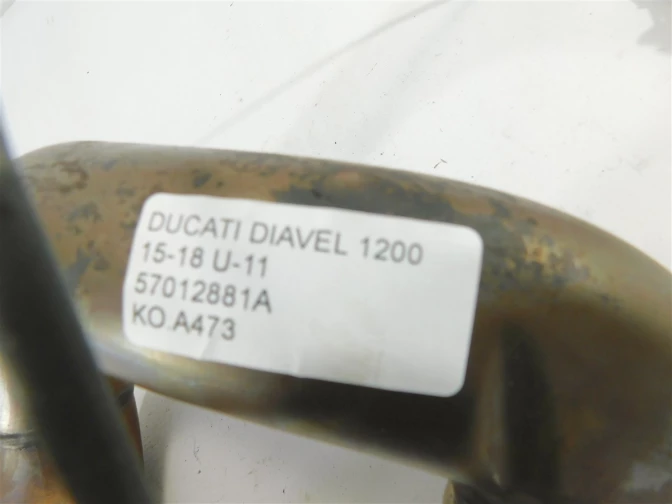 DUCATI DIAVEL 1200
15-18 U-11
57012881A
KO.A473